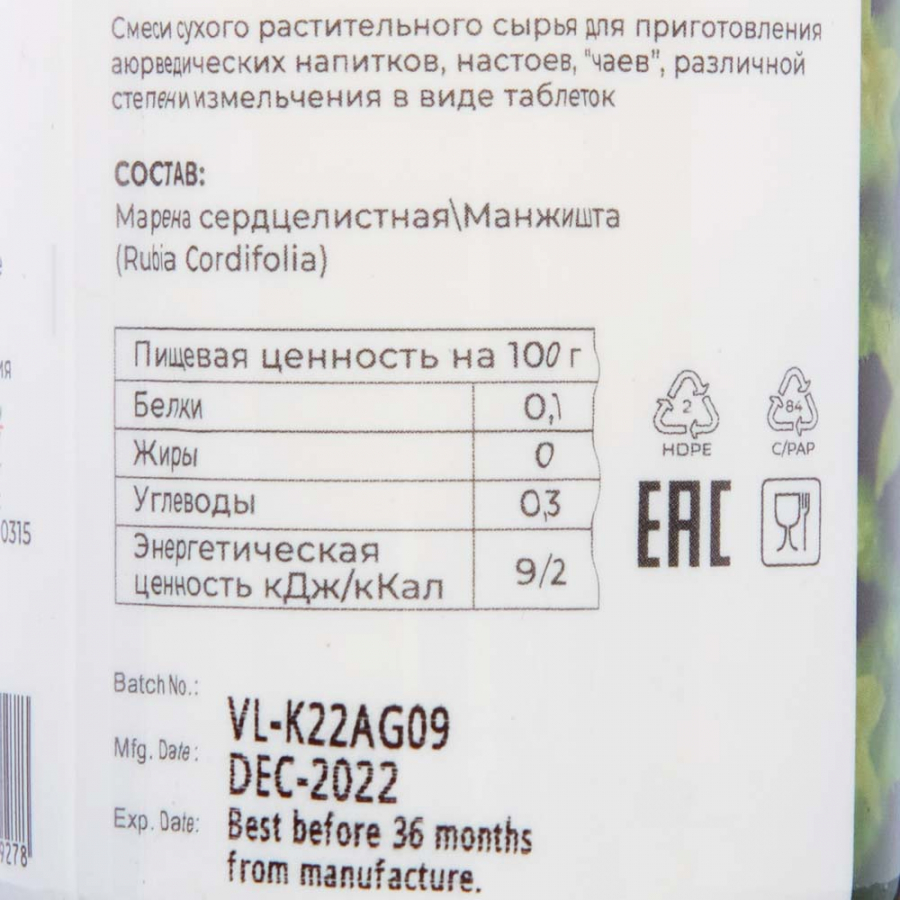 Смеси сухого растительного сырья для приготовления
аюрведических напитков, настоев, "чаев", различной
степени измельчения в виде таблеток
СОСТАВ:
Марена сердцелистная\Манжишта
(Rubia Cordifolia)
Пищевая ценность на 100 г
Белки 0,1
Жиры 0
Углеводы 0,3
Энергетическая
ценность кДж/кКал 9/2
2
HDPE
84
C/PAP
EAC
0315
9278
Batch No.: VL-K22AG09
Mfg. Date: DEC-2022
Exp. Date: Best before 36 months
from manufacture.